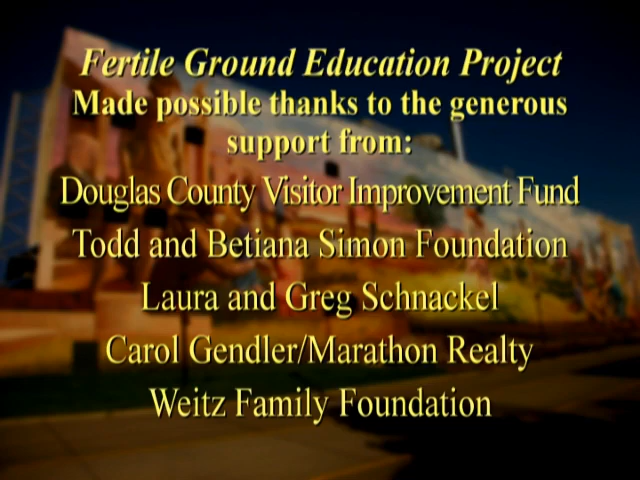 Fertile Ground Education Project
Made possible thanks to the generous
support from:
Douglas County Visitor Improvement Fund
Todd and Betiana Simon Foundation
Laura and Greg Schnackel
Carol Gendler/Marathon Realty
Weitz Family Foundation